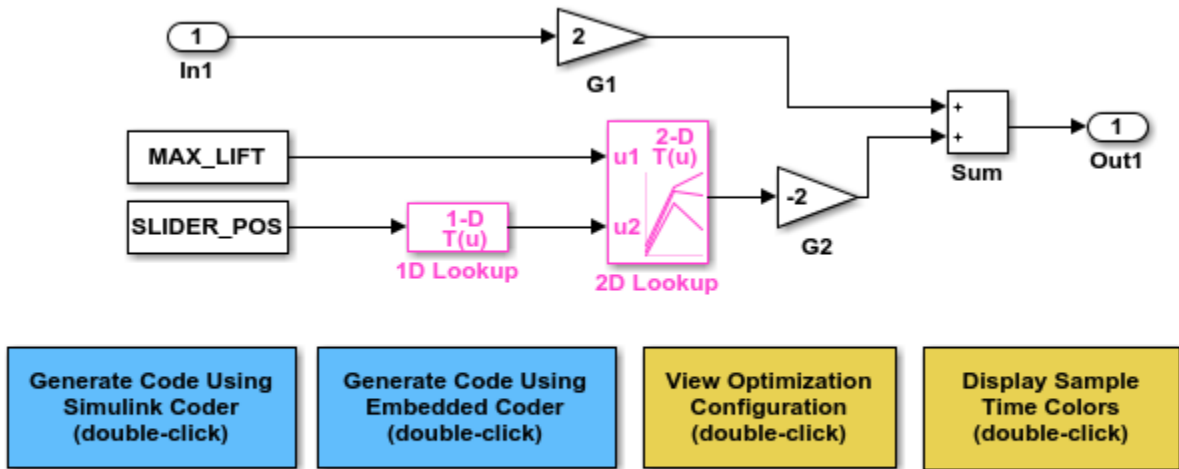 1
In1
2
G1
MAX_LIFT
SLIDER_POS
1-D
T(u)
1D Lookup
u1
2-D
T(u)
u2
2D Lookup
-2
G2
+
+
Sum
1
Out1
Generate Code Using
Simulink Coder
(double-click)
Generate Code Using
Embedded Coder
(double-click)
View Optimization
Configuration
(double-click)
Display Sample
Time Colors
(double-click)